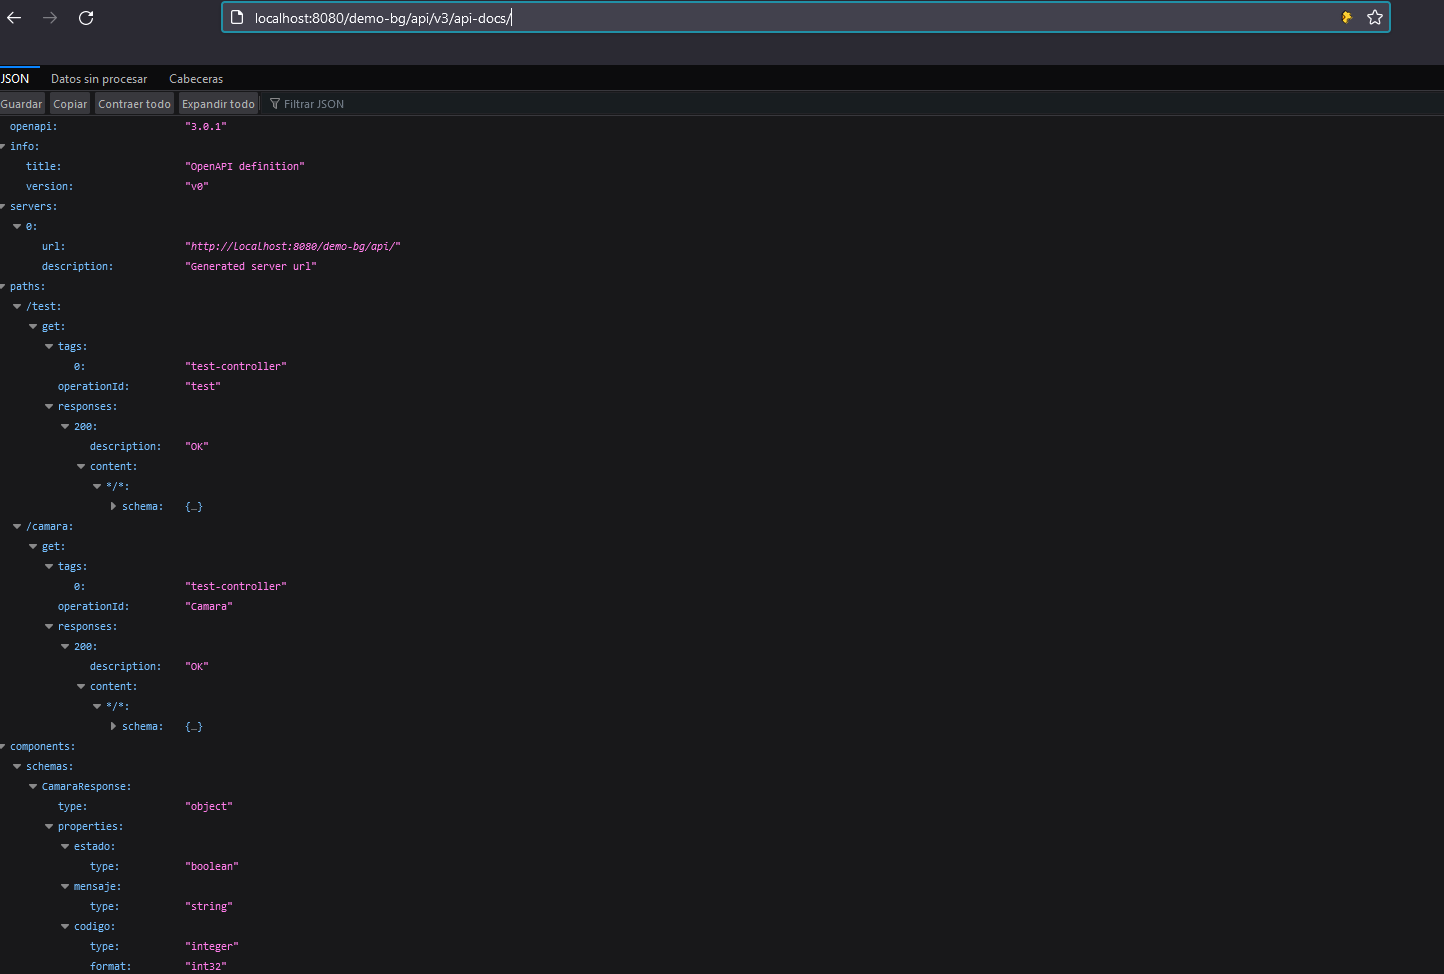 localhost:8080/demo-bg/api/v3/api-docs/
JSON Datos sin procesar Cabeceras
Guardar Copiar Contraer todo Expandir todo Filtrar JSON
openapi: "3.0.1"
info:
title: "OpenAPI definition"
version: "v0"
servers:
0:
url: "http://localhost:8080/demo-bg/api/"
description: "Generated server url"
paths:
/test:
get:
tags:
0: "test-controller"
operationId: "test"
responses:
200:
description: "OK"
content:
*/*:
schema: {…}
/camara:
get:
tags:
0: "test-controller"
operationId: "Camara"
responses:
200:
description: "OK"
content:
*/*:
schema: {…}
components:
schemas:
CamaraResponse:
type: "object"
properties:
estado:
type: "boolean"
mensaje:
type: "string"
codigo:
type: "integer"
format: "int32"